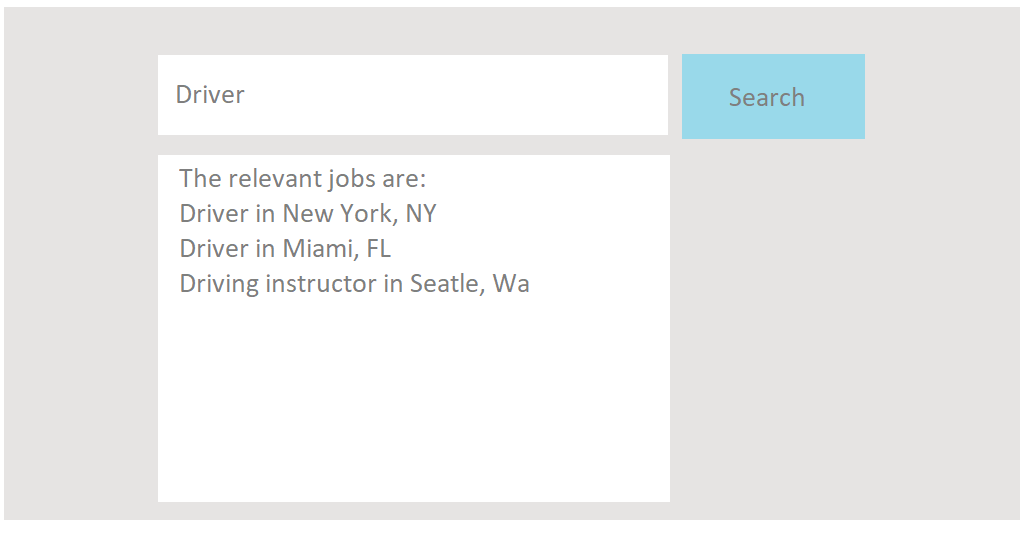 Driver
Search
The relevant jobs are:
Driver in New York, NY
Driver in Miami, FL
Driving instructor in Seatle, Wa